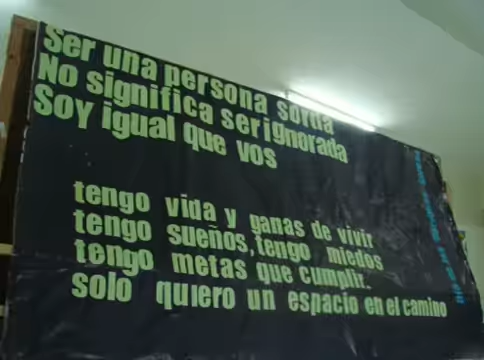 Ser una persona sorda
No significa ser ignorada
Soy igual que vos
tengo vida y ganas de vivir
tengo sueños, tengo miedos
tengo metas que cumplir..
solo quiero un espacio en el camino